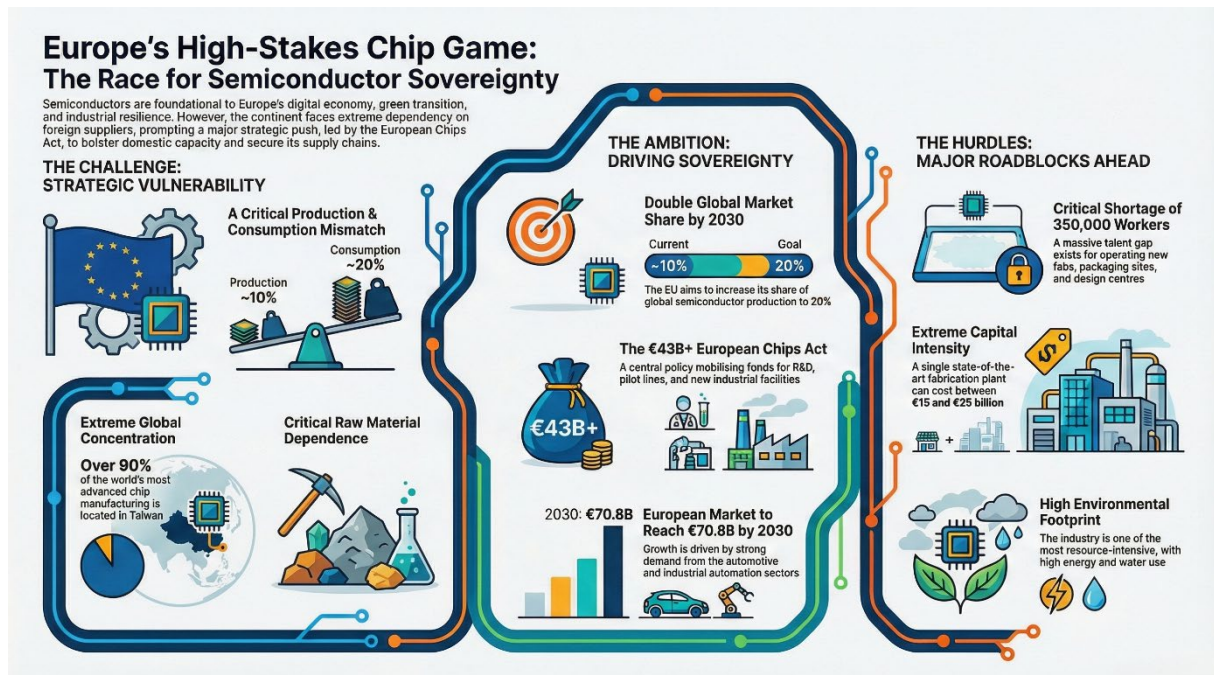 Europe's High-Stakes Chip Game:
The Race for Semiconductor Sovereignty
Semiconductors are foundational to Europe's digital economy, green transition,
and industrial resilience. However, the continent faces extreme dependency on
foreign suppliers, prompting a major strategic push, led by the European Chips
Act, to bolster domestic capacity and secure its supply chains.
THE CHALLENGE:
STRATEGIC VULNERABILITY
A Critical Production &
Consumption Mismatch
Consumption
~20%
Production
~10%
Extreme Global
Concentration
Over 90%
of the world's most
advanced chip
manufacturing is
located in Taiwan
Critical Raw Material
Dependence
THE AMBITION:
DRIVING SOVEREIGNTY
Double Global Market
Share by 2030
Current
Goal
~10%
20%
The EU aims to increase its share of
global semiconductor production to 20%
The €43B+ European Chips Act
A central policy mobilising funds for R&D,
pilot lines, and new industrial facilities
€43B+
2030: €70.8B
European Market to
Reach €70.8B by 2030
Growth is driven by strong
demand from the automotive
and industrial automation sectors
THE HURDLES:
MAJOR ROADBLOCKS AHEAD
Critical Shortage of
350,000 Workers
A massive talent gap
exists for operating new
fabs, packaging sites,
and design centres
Extreme Capital
Intensity
A single state-of-the-
art fabrication plant
can cost between
€15 and €25 billion
$
+
High Environmental
Footprint
The industry is one of the
most resource-intensive, with
high energy and water use